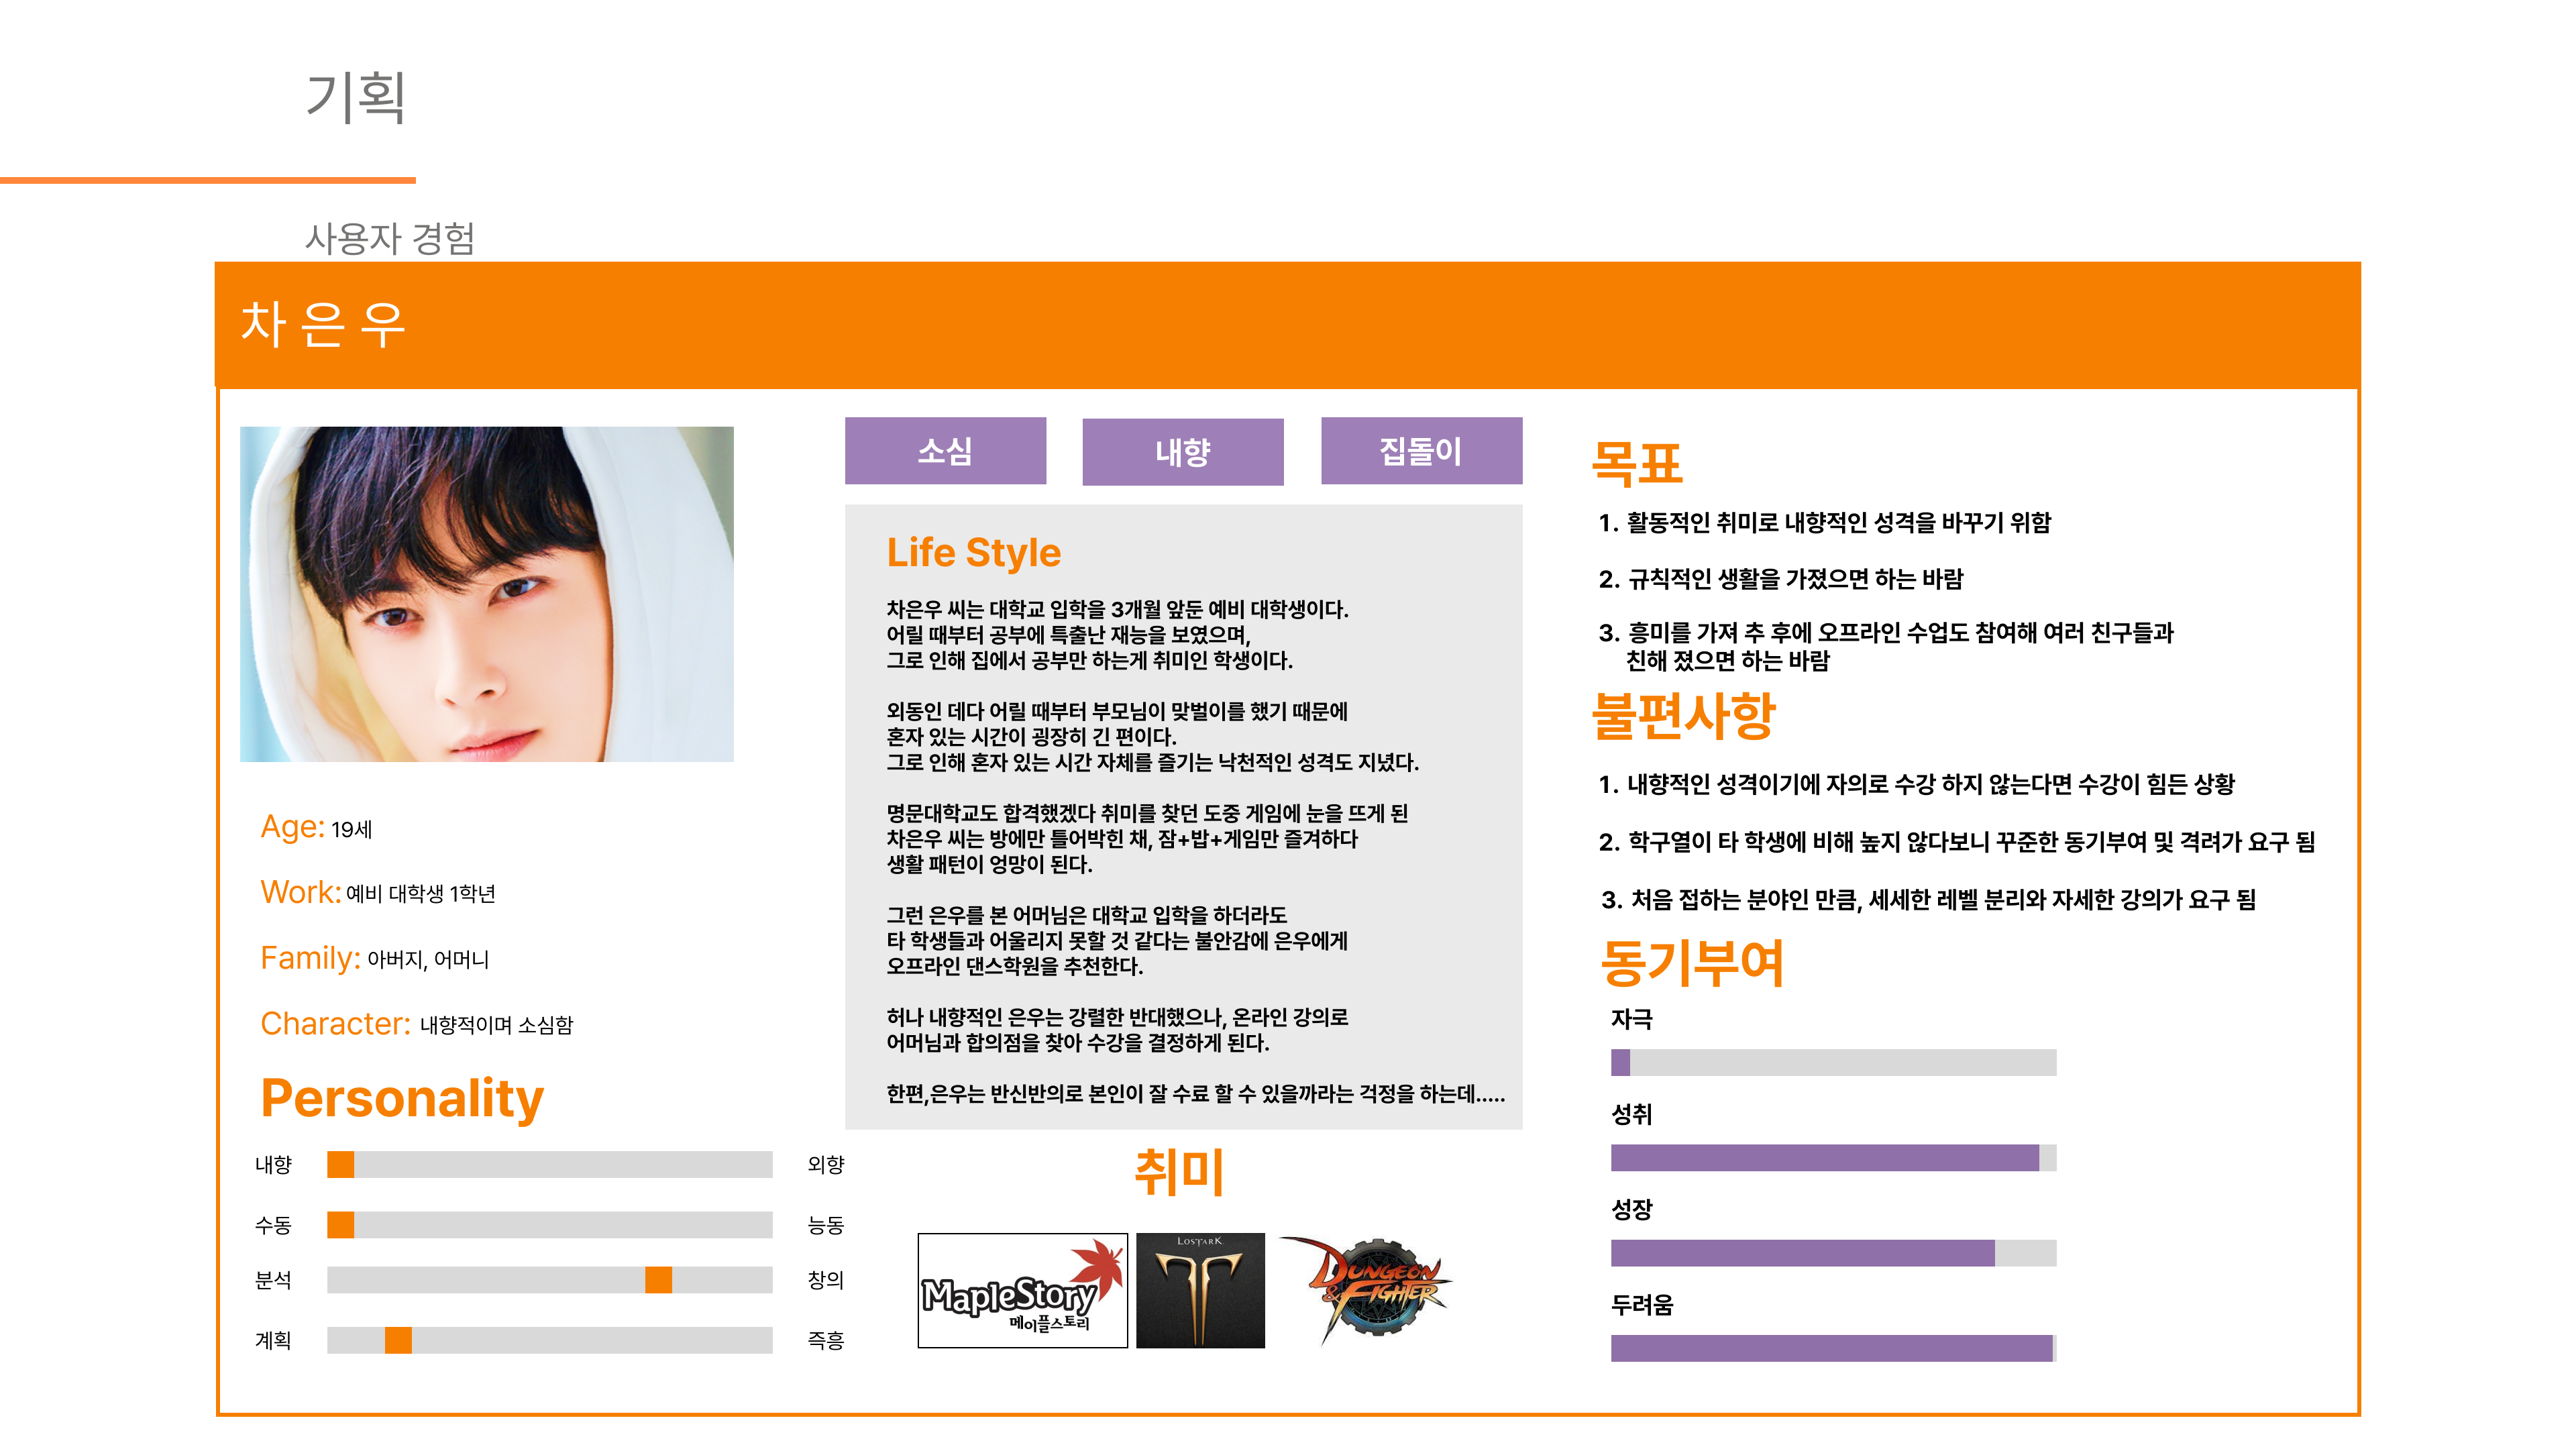 기획
사용자 경험
차 은 우
Age: 19세
Work: 예비 대학생 1학년
Family: 아버지, 어머니
Character: 내향적이며 소심함
Personality
내향 외향
수동 능동
분석 창의
계획 즉흥
소심 내향 집돌이
Life Style
차은우 씨는 대학교 입학을 3개월 앞둔 예비 대학생이다.
어릴 때부터 공부에 특출난 재능을 보였으며,
그로 인해 집에서 공부만 하는게 취미인 학생이다.
외동인 데다 어릴 때부터 부모님이 맞벌이를 했기 때문에
혼자 있는 시간이 굉장히 긴 편이다.
그로 인해 혼자 있는 시간 자체를 즐기는 낙천적인 성격도 지녔다.
명문대학교도 합격했겠다 취미를 찾던 도중 게임에 눈을 뜨게 된
차은우 씨는 방에만 틀어박힌 채, 잠+밥+게임만 즐겨하다
생활 패턴이 엉망이 된다.
그런 은우를 본 어머님은 대학교 입학을 하더라도
타 학생들과 어울리지 못할 것 같다는 불안감에 은우에게
오프라인 댄스학원을 추천한다.
허나 내향적인 은우는 강렬한 반대했으나, 온라인 강의로
어머님과 합의점을 찾아 수강을 결정하게 된다.
한편,은우는 반신반의로 본인이 잘 수료 할 수 있을까라는 걱정을 하는데.....
취미
MapleStory
메이플스토리
LOSTARK
DUNGEON
& FIGHTER
목표
1. 활동적인 취미로 내향적인 성격을 바꾸기 위함
2. 규칙적인 생활을 가졌으면 하는 바람
3. 흥미를 가져 추 후에 오프라인 수업도 참여해 여러 친구들과
친해 졌으면 하는 바람
불편사항
1. 내향적인 성격이기에 자의로 수강 하지 않는다면 수강이 힘든 상황
2. 학구열이 타 학생에 비해 높지 않다보니 꾸준한 동기부여 및 격려가 요구 됨
3. 처음 접하는 분야인 만큼, 세세한 레벨 분리와 자세한 강의가 요구 됨
동기부여
자극
성취
성장
두려움